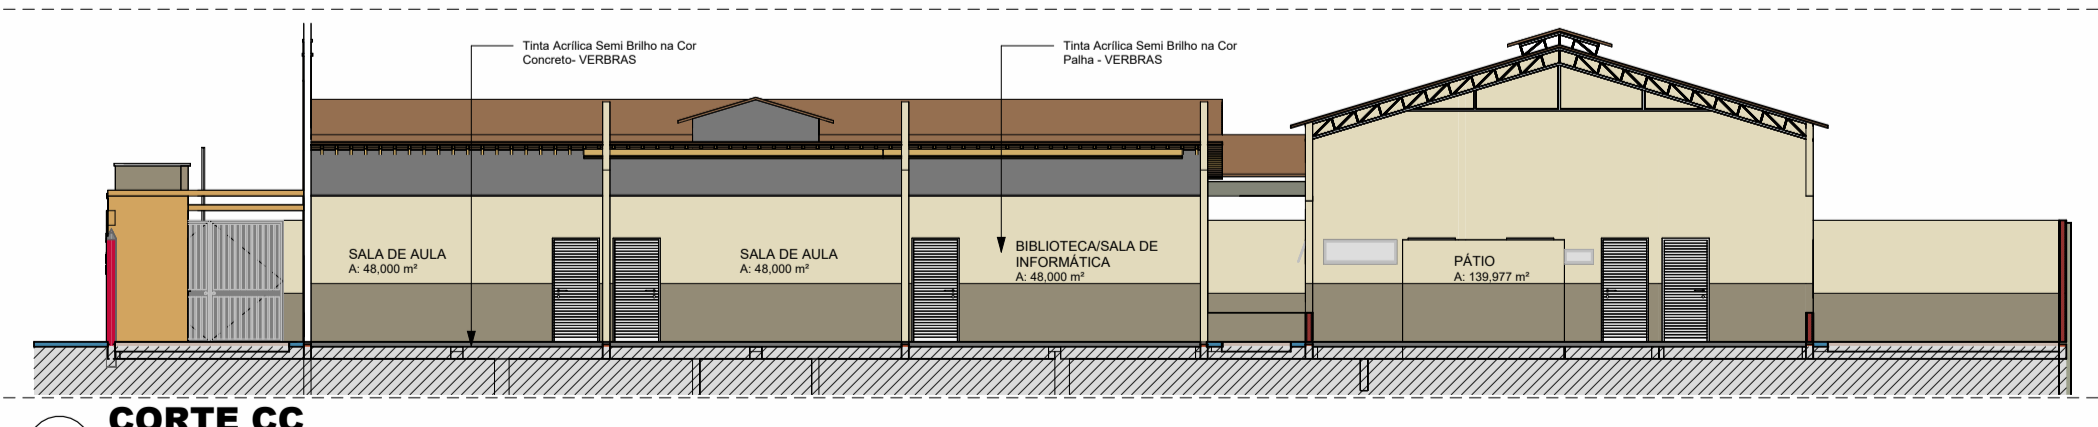 Tinta Acrílica Semi Brilho na Cor
Concreto- VERBRAS
Tinta Acrílica Semi Brilho na Cor
Palha - VERBRAS
SALA DE AULA
A: 48,000 m²
SALA DE AULA
A: 48,000 m²
BIBLIOTECA/SALA DE
INFORMÁTICA
A: 48,000 m²
PÁTIO
A: 139,977 m²
CORTE CC